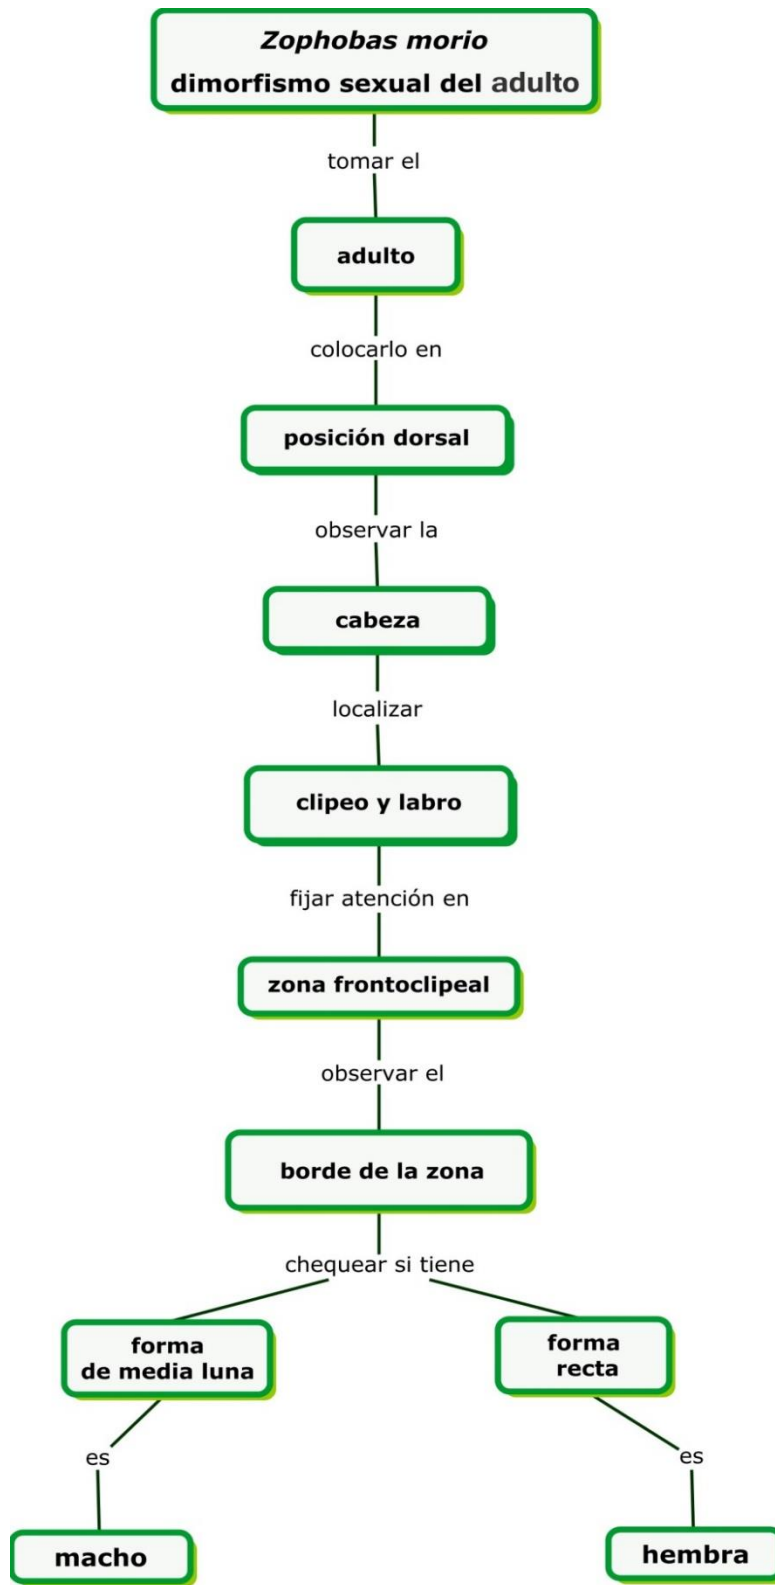 Zophobas morio
dimorfismo sexual del adulto
tomar el
adulto
colocarlo en
posición dorsal
observar la
cabeza
localizar
clipeo y labro
fijar atención en
zona frontoclipeal
observar el
borde de la zona
chequear si tiene
forma
de media luna
es
macho
forma
recta
es
hembra